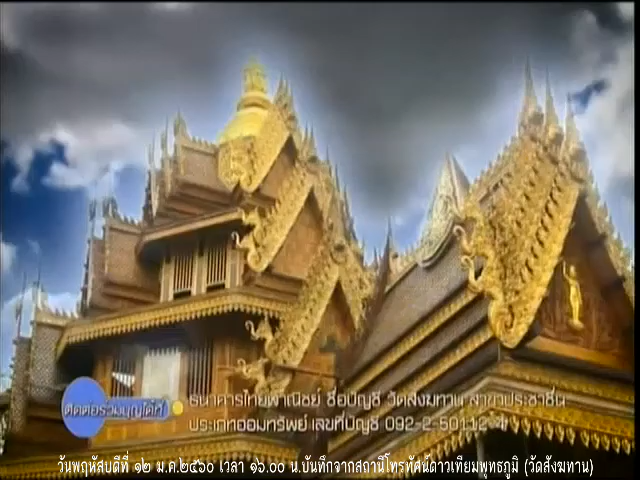 ติดต่อร่วมบุญได้ที่
ธนาคารไทยพาณิชย์ ชื่อบัญชี วัดสังฆทาน สาขาประชาชื่น
ประเภทออมทรัพย์ เลขที่บัญชี 092-2-50112-
วันพฤหัสบดีที่ ๑๒ ม.ค.๒๕๖๐ เวลา ๑๖.๐๐ น.บันทึกจากสถานีโทรทัศน์ดาวเทียมพุทธภูมิ (วัดสังฆทาน)